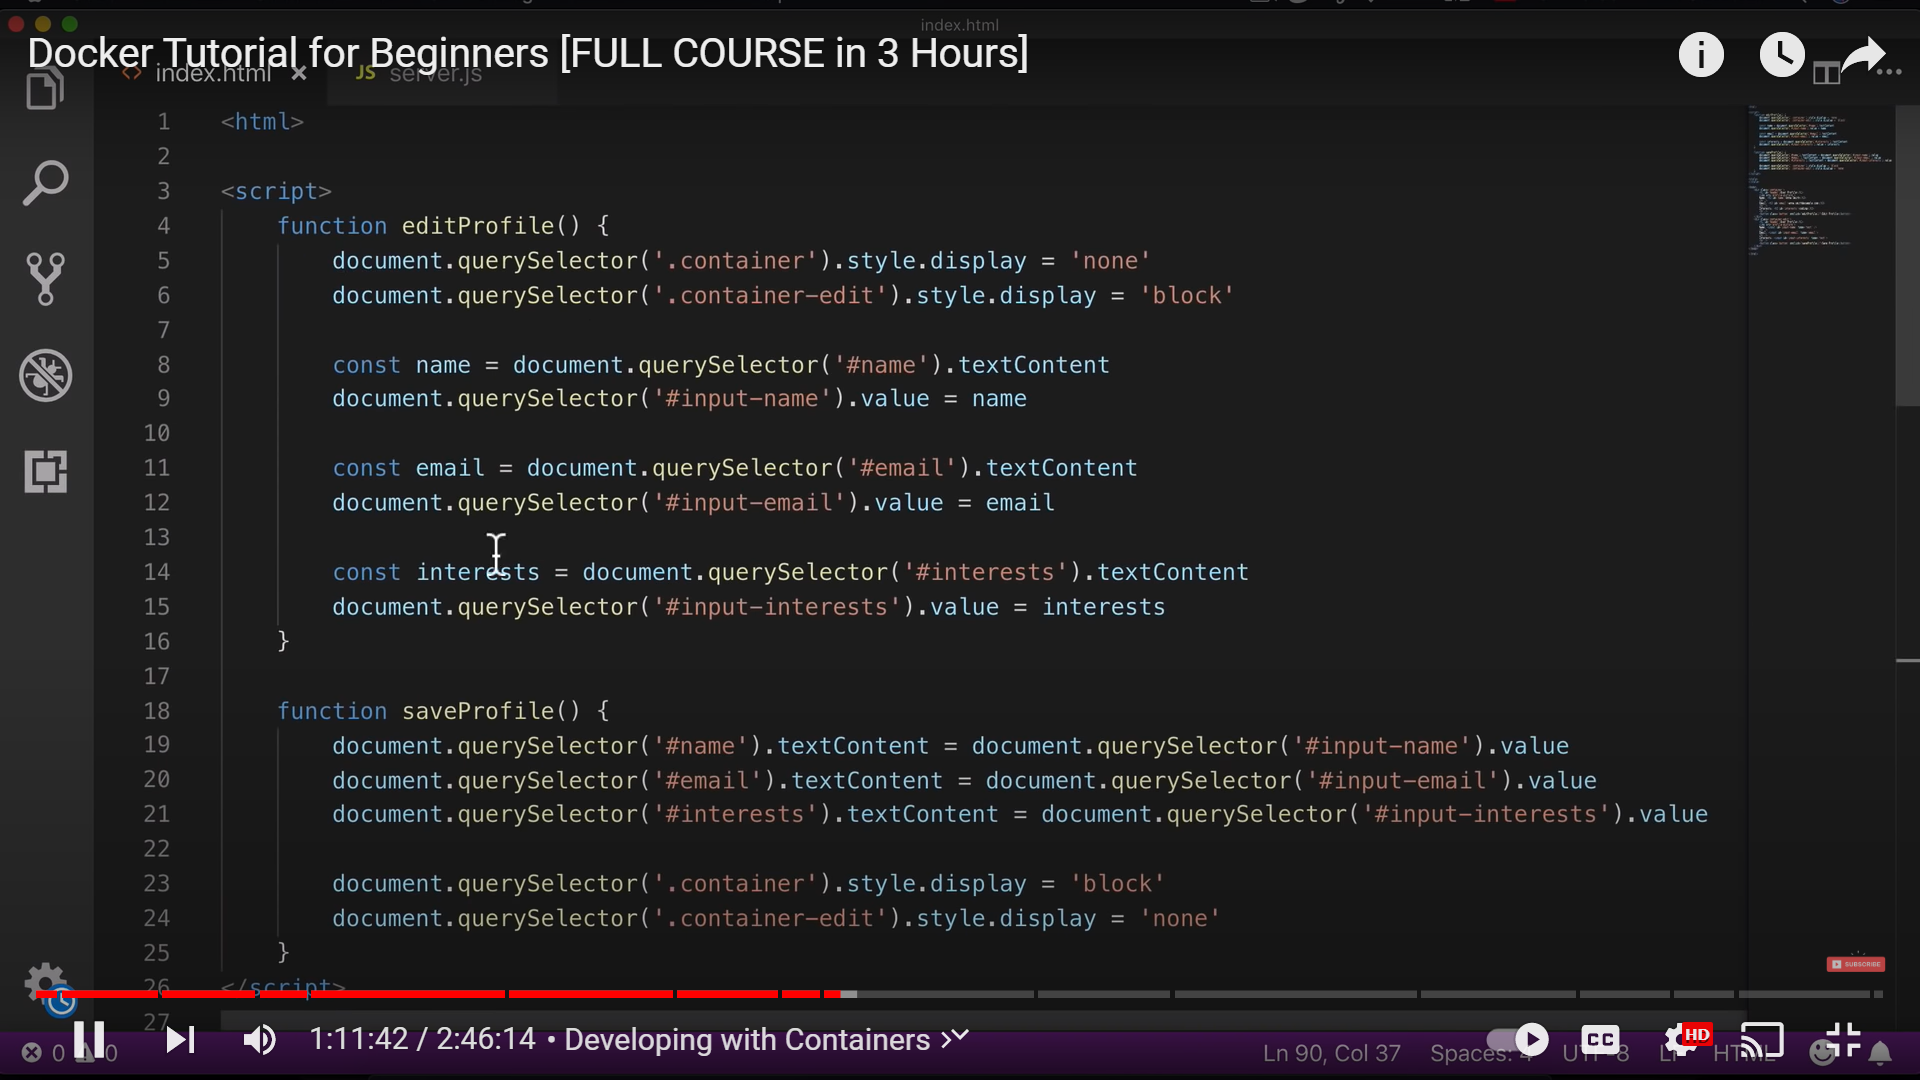 index.html
Docker Tutorial for Beginners [FULL COURSE in 3 Hours]
<> index.html × JS server.js
1 <html>
2
3 <script>
4 function editProfile() {
5 document.querySelector('.container').style.display = 'none'
6 document.querySelector('.container-edit').style.display = 'block'
7
8 const name = document.querySelector('#name').textContent
9 document.querySelector('#input-name').value = name
10
11 const email = document.querySelector('#email').textContent
12 document.querySelector('#input-email').value = email
13
14 const interests = document.querySelector('#interests').textContent
15 document.querySelector('#input-interests').value = interests
16 }
17
18 function saveProfile() {
19 document.querySelector('#name').textContent = document.querySelector('#input-name').value
20 document.querySelector('#email').textContent = document.querySelector('#input-email').value
21 document.querySelector('#interests').textContent = document.querySelector('#input-interests').value
22
23 document.querySelector('.container').style.display = 'block'
24 document.querySelector('.container-edit').style.display = 'none'
25 }
SUBSCRIBE
26 </script>
27
1:11:42 / 2:46:14 • Developing with Containers
CC HD
0 0 Ln 90, Col 37 Spaces: 4 UTF-8 LF HTML